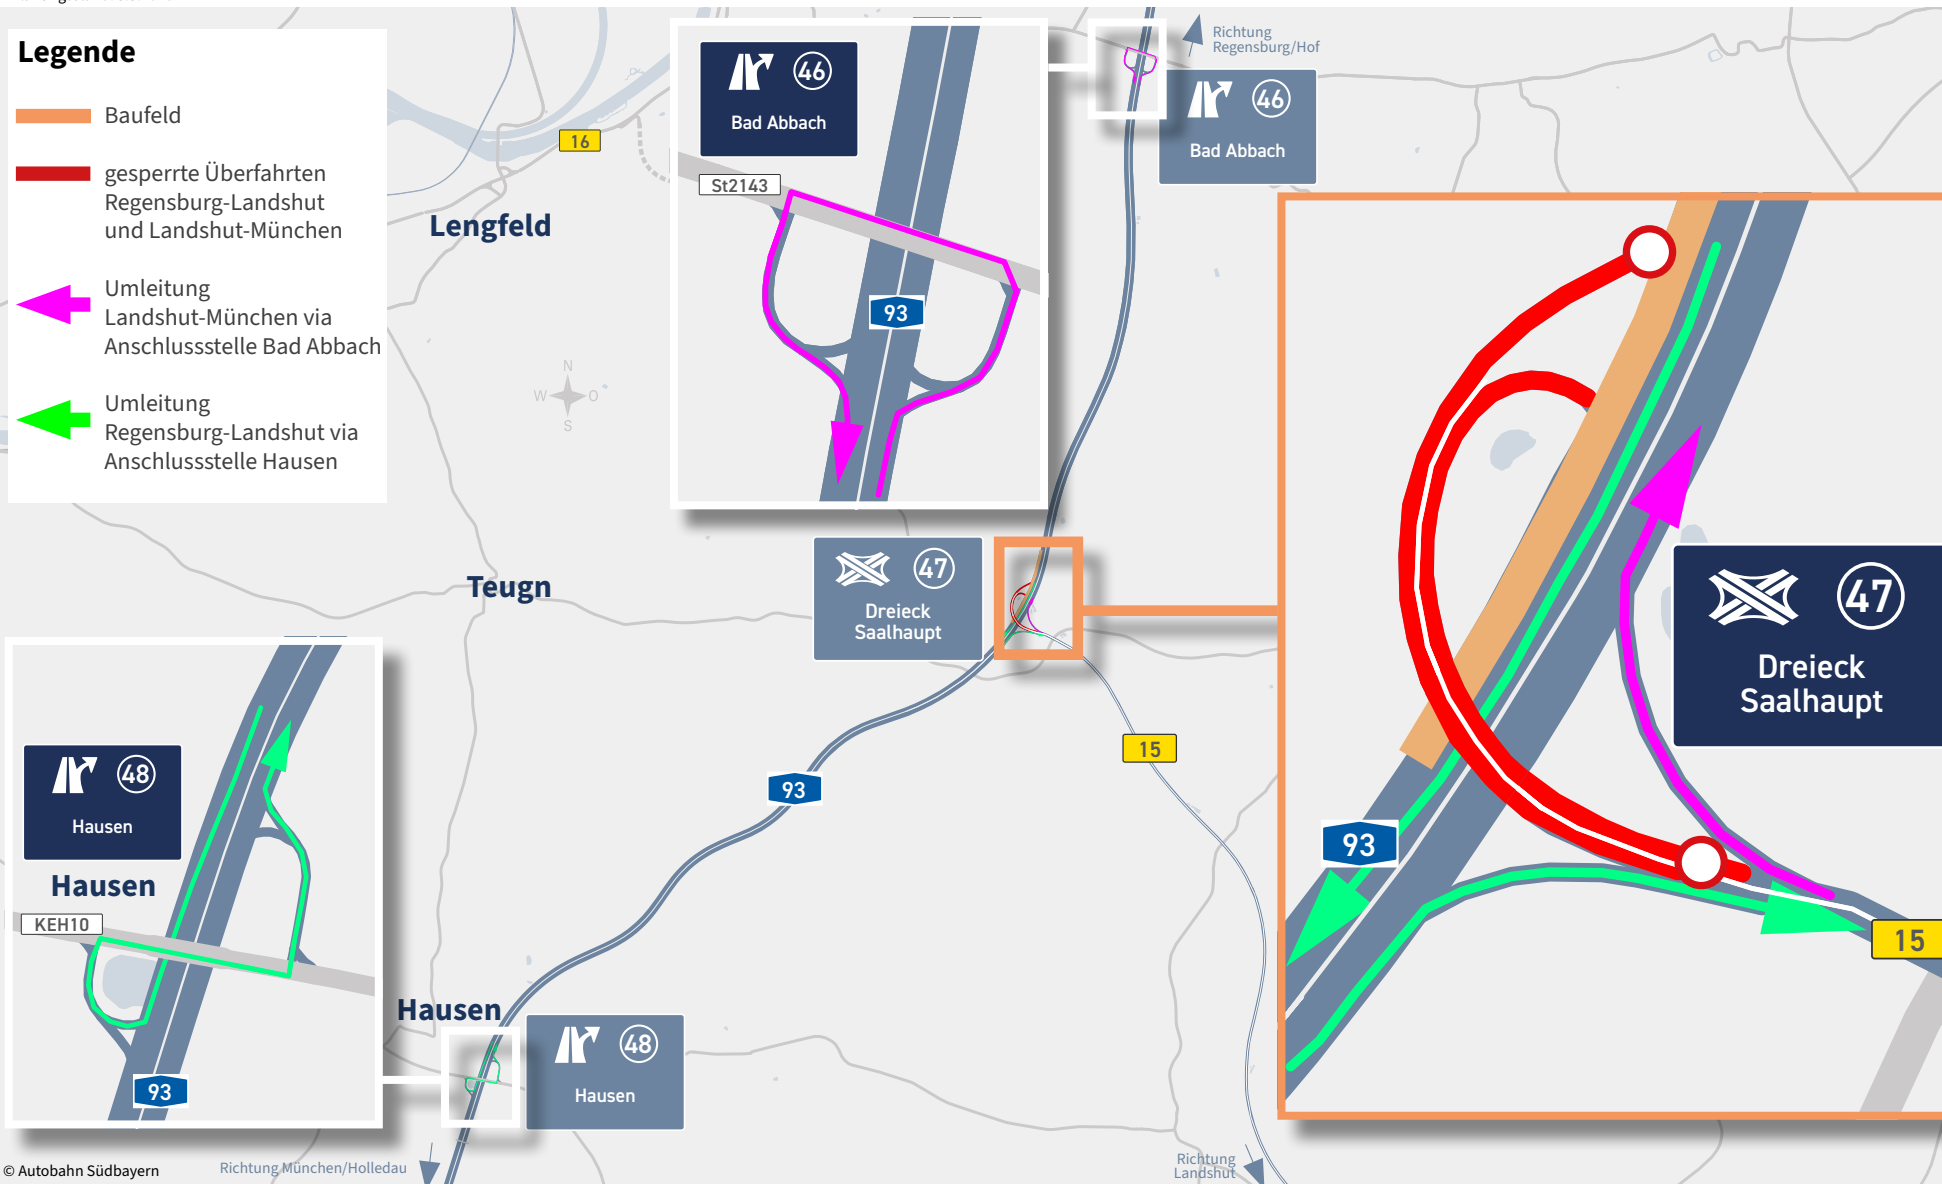 Legende
Baufeld
gesperrte Überfahrten
Regensburg-Landshut
und Landshut-München
Umleitung
Landshut-München via
Anschlussstelle Bad Abbach
Umleitung
Regensburg-Landshut via
Anschlussstelle Hausen
16
Lengfeld
46
Bad Abbach
St2143
93
Richtung
Regensburg/Hof
46
Bad Abbach
N
W
O
S
Teugn
47
Dreieck
Saalhaupt
47
Dreieck
Saalhaupt
93
15
15
93
48
Hausen
Hausen
KEH10
93
Hausen
48
Hausen
© Autobahn Südbayern
Richtung München/Holledau
Richtung
Landshut